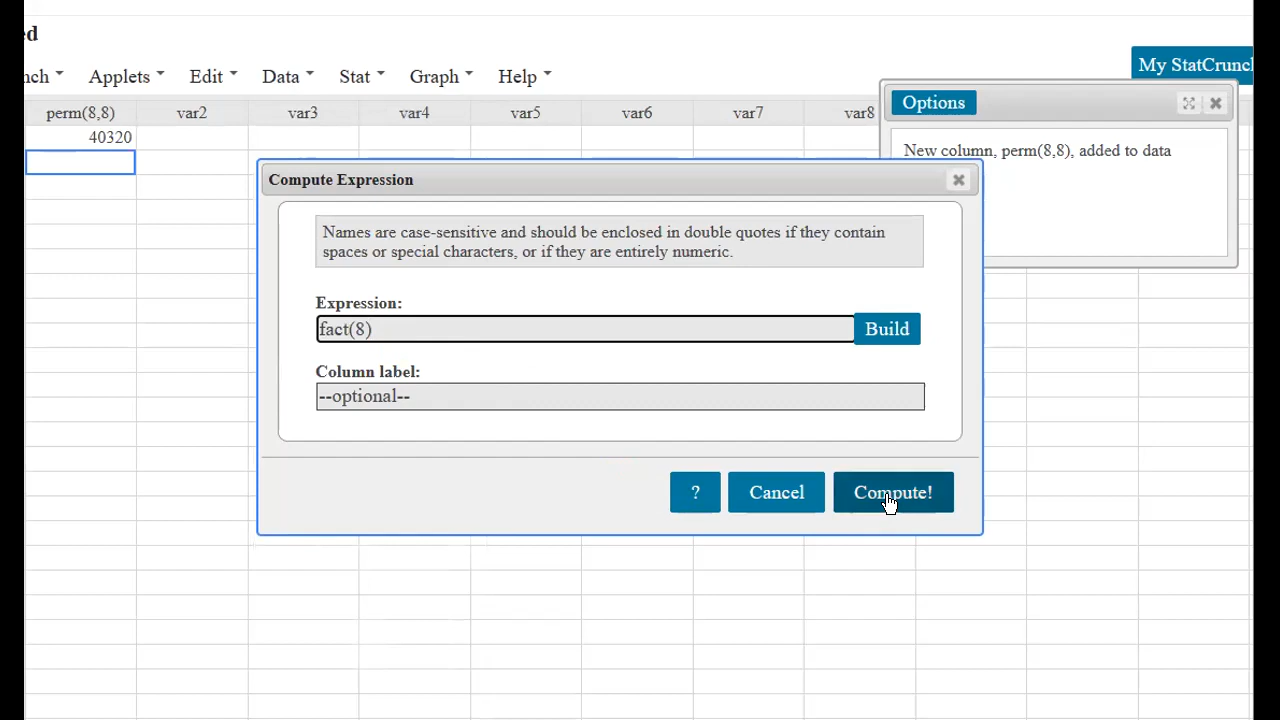 ed
nch Applets Edit Data Stat Graph Help
My StatCrunch
perm(8,8) var2 var3 var4 var5 var6 var7 var8
Options
40320
New column, perm(8,8), added to data
Compute Expression
Names are case-sensitive and should be enclosed in double quotes if they contain
spaces or special characters, or if they are entirely numeric.
Expression:
fact(8)
Build
Column label:
--optional--
? Cancel Compute!